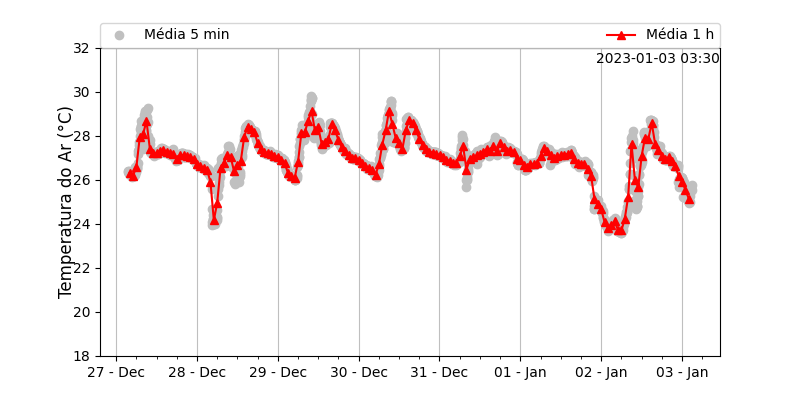 Média 5 min
Média 1 h
2023-01-03 03:30
Temperatura do Ar (°C)
32
30
28
26
24
22
20
18
27 - Dec
28 - Dec
29 - Dec
30 - Dec
31 - Dec
01 - Jan
02 - Jan
03 - Jan